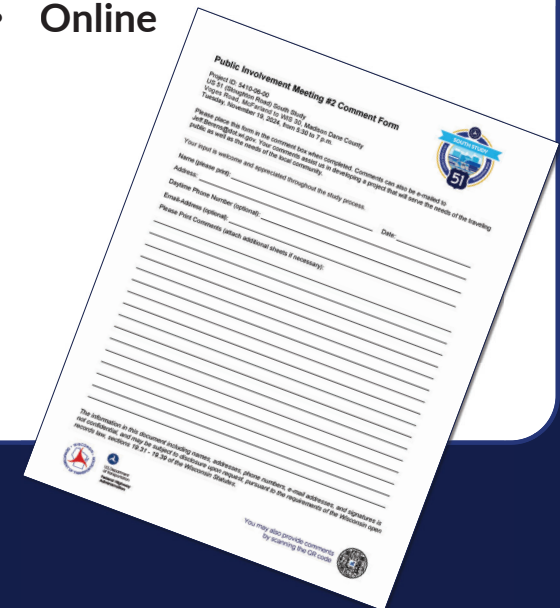 • Online
Public Involvement Meeting #2 Comment Form
Project ID: 5410-06-00
US 51 (Stoughton Road) South Study
Voges Road, McFarland to WIS 30, Madison Dane County
Tuesday, November 19, 2024, from 5:30 to 7 p.m.
Please place this form in the comment box when completed. Comments can also be e-mailed to
Jeff.Berens@dot.wi.gov. Your comments assist us in developing a project that will serve the needs of the traveling
public as well as the needs of the local community.
Your input is welcome and appreciated throughout the study process.
SOUTH STUDY
51
Name (please print):
Date:
Address:
Daytime Phone Number (optional):
Email-Address (optional):
Please Print Comments (attach additional sheets if necessary):
The information in this document including names, addresses, phone numbers, e-mail addresses, and signatures is
not confidential, and may be subject to disclosure upon request, pursuant to the requirements of the Wisconsin open
records law, sections 19.31 - 19.39 of the Wisconsin Statutes.
U.S. Department
of Transportation
Federal Highway
Administration
You may also provide comments
by scanning the QR code